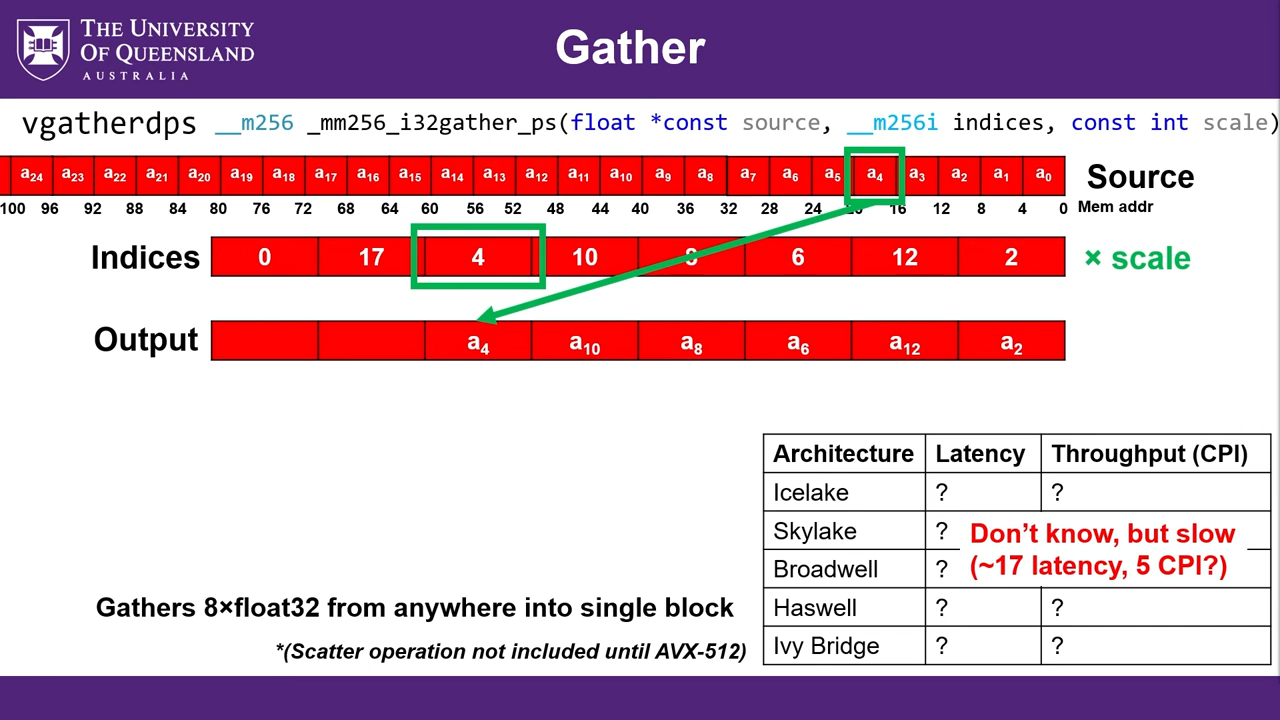 THE UNIVERSITY
OF QUEENSLAND
AUSTRALIA
Gather
vgatherdps __m256 _mm256_i32gather_ps(float *const source, __m256i indices, const int scale)
a24 a23 a22 a21 a20 a19 a18 a17 a16 a15 a14 a13 a12 a11 a10 a9 a8 a7 a6 a5 a4 a3 a2 a1 a0 Source
100 96 92 88 84 80 76 72 68 64 60 56 52 48 44 40 36 32 28 24 20 16 12 8 4 0 Mem addr
Indices 0 17 4 10 8 6 12 2 × scale
Output a4 a10 a8 a6 a12 a2
Architecture Latency Throughput (CPI)
Icelake ? ?
Skylake ?
Don't know, but slow
(~17 latency, 5 CPI?)
Broadwell ?
Haswell ? ?
Ivy Bridge ? ?
Gathers 8×float32 from anywhere into single block
*(Scatter operation not included until AVX-512)